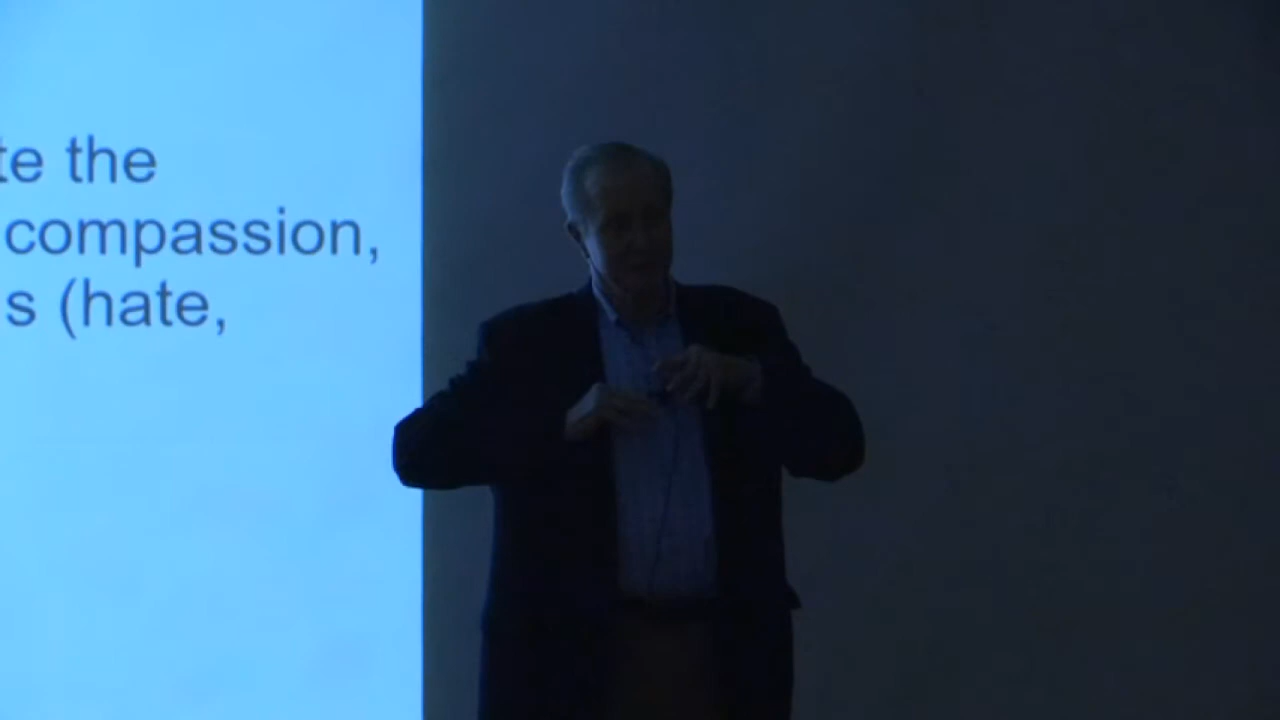 te the
compassion,
s (hate,